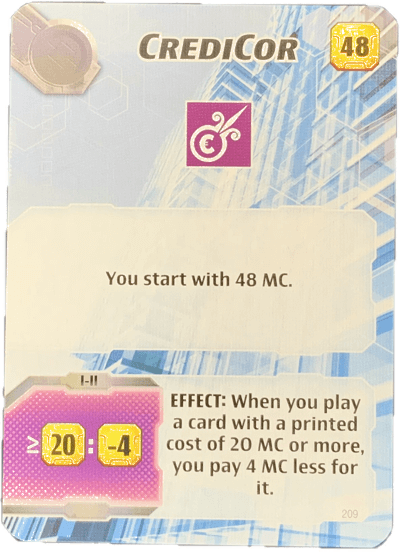 CREDICOR
48
€
You start with 48 MC.
I-II
≥ 20 : -4
EFFECT: When you play
a card with a printed
cost of 20 MC or more,
you pay 4 MC less for
it.
209